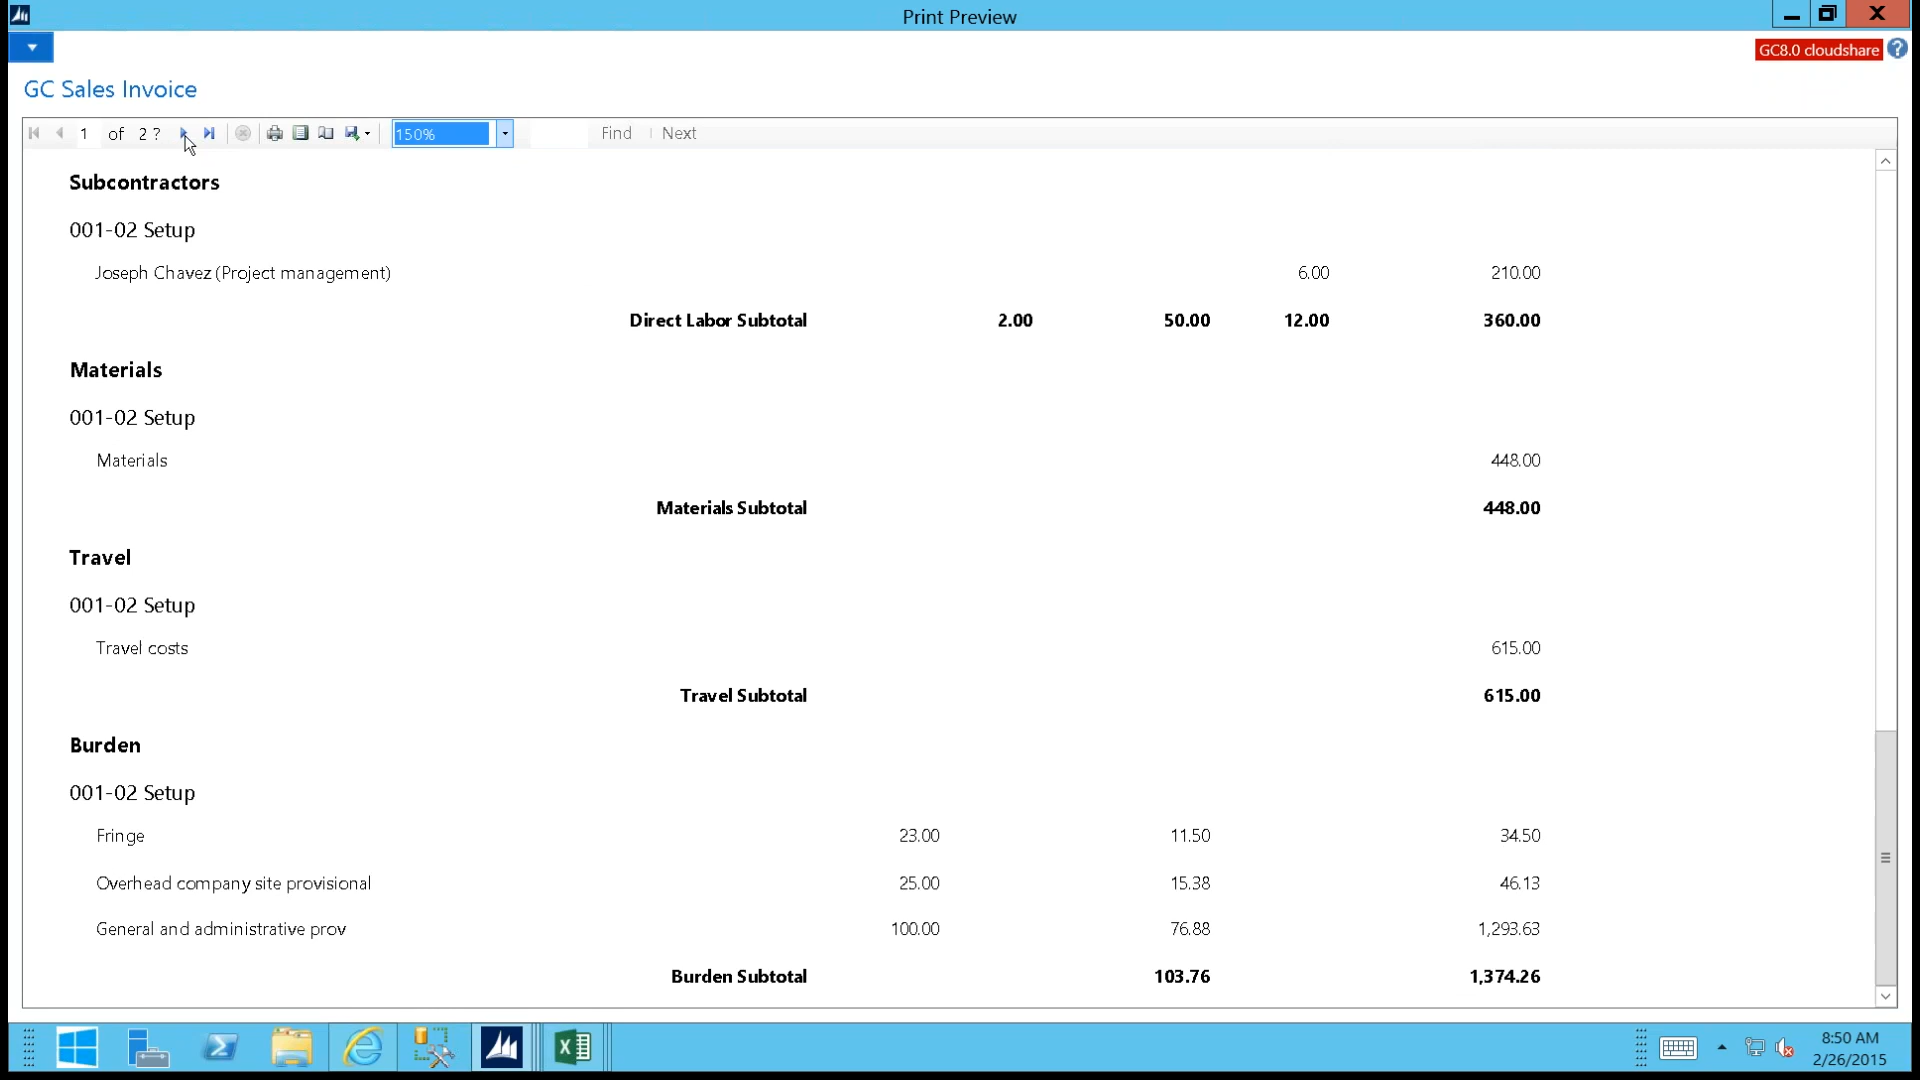 Print Preview
GC8.0 cloudshare ?
GC Sales Invoice
1 of 2 ? 150% Find Next
Subcontractors
001-02 Setup
Joseph Chavez (Project management) 6.00 210.00
Direct Labor Subtotal 2.00 50.00 12.00 360.00
Materials
001-02 Setup
Materials 448.00
Materials Subtotal 448.00
Travel
001-02 Setup
Travel costs 615.00
Travel Subtotal 615.00
Burden
001-02 Setup
Fringe 23.00 11.50 34.50
Overhead company site provisional 25.00 15.38 46.13
General and administrative prov 100.00 76.88 1,293.63
Burden Subtotal 103.76 1,374.26
8:50 AM
2/26/2015